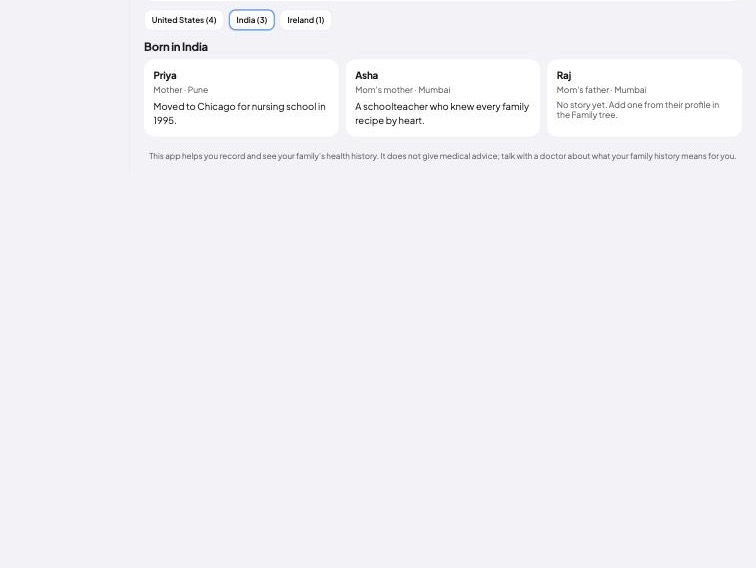 United States (4) India (3) Ireland (1)
Born in India
Priya
Mother · Pune
Moved to Chicago for nursing school in
1995.
Asha
Mom's mother · Mumbai
A schoolteacher who knew every family
recipe by heart.
Raj
Mom's father · Mumbai
No story yet. Add one from their profile in
the Family tree.
This app helps you record and see your family's health history. It does not give medical advice; talk with a doctor about what your family history means for you.